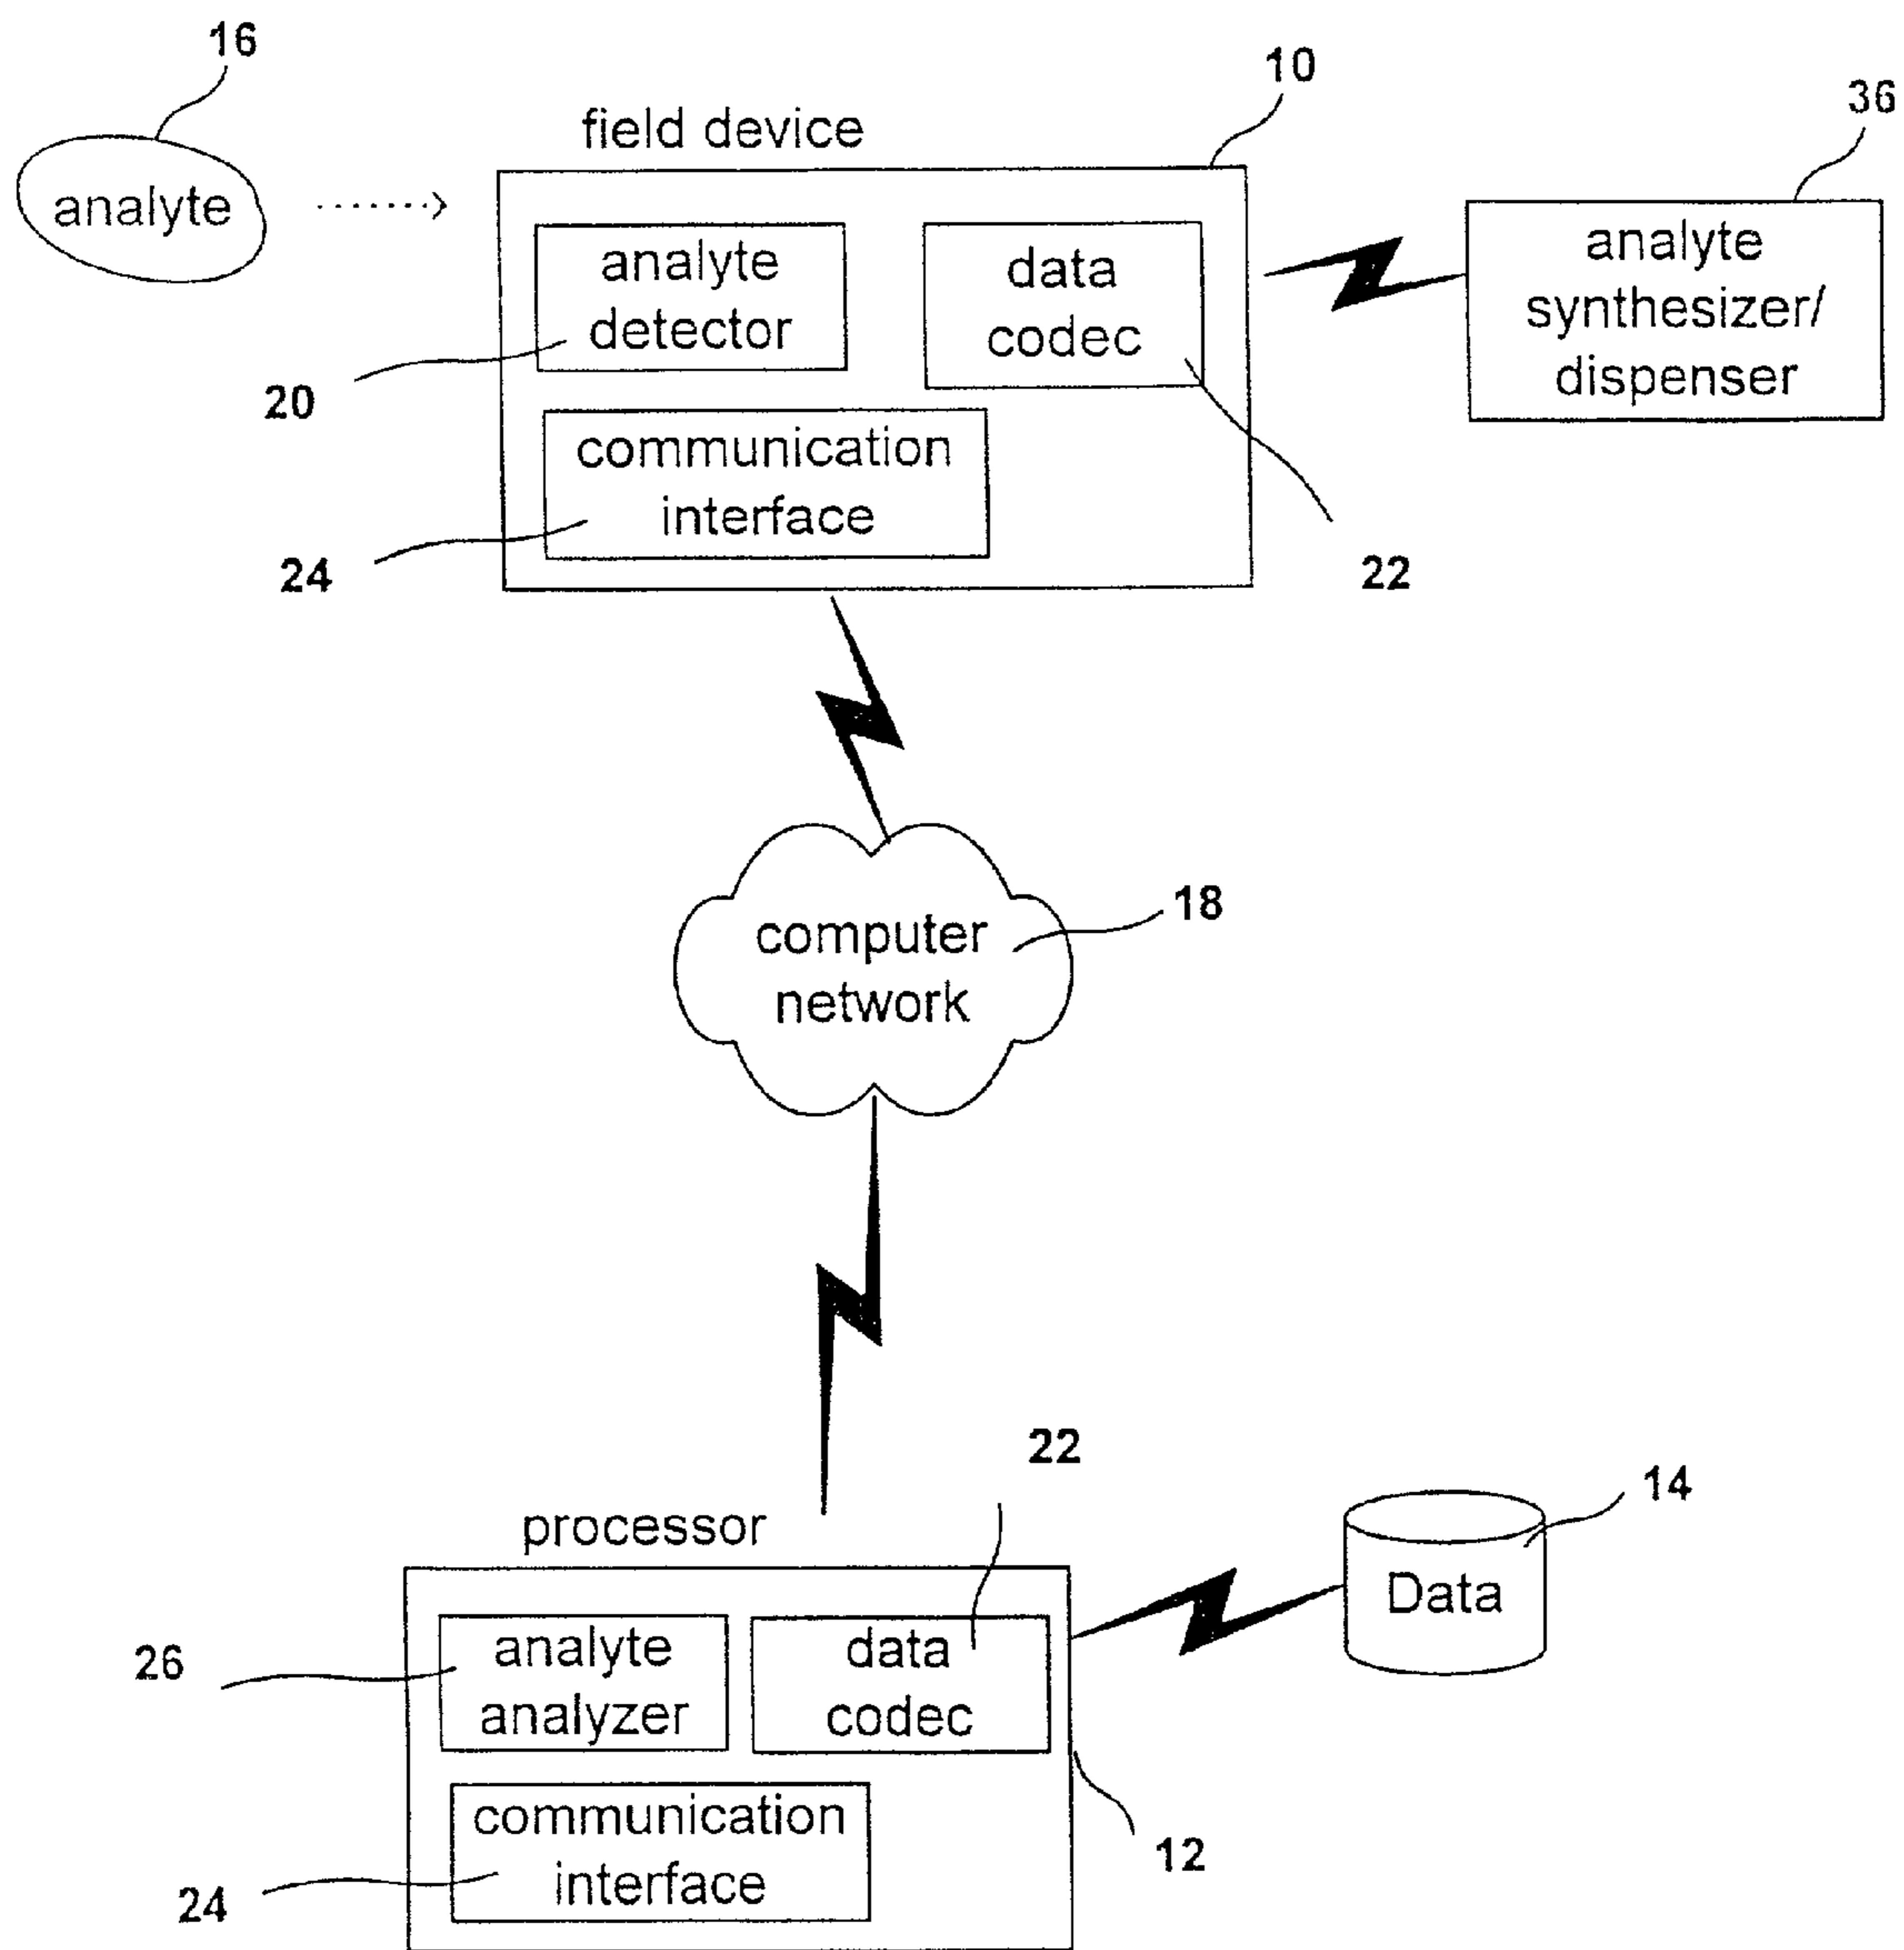 16
10
36
field device
analyte
analyte
detector
data
codec
analyte
synthesizer/
dispenser
20
communication
interface
24
22
computer
network
18
22
14
processor
Data
26
analyte
analyzer
data
codec
communication
interface
12
24